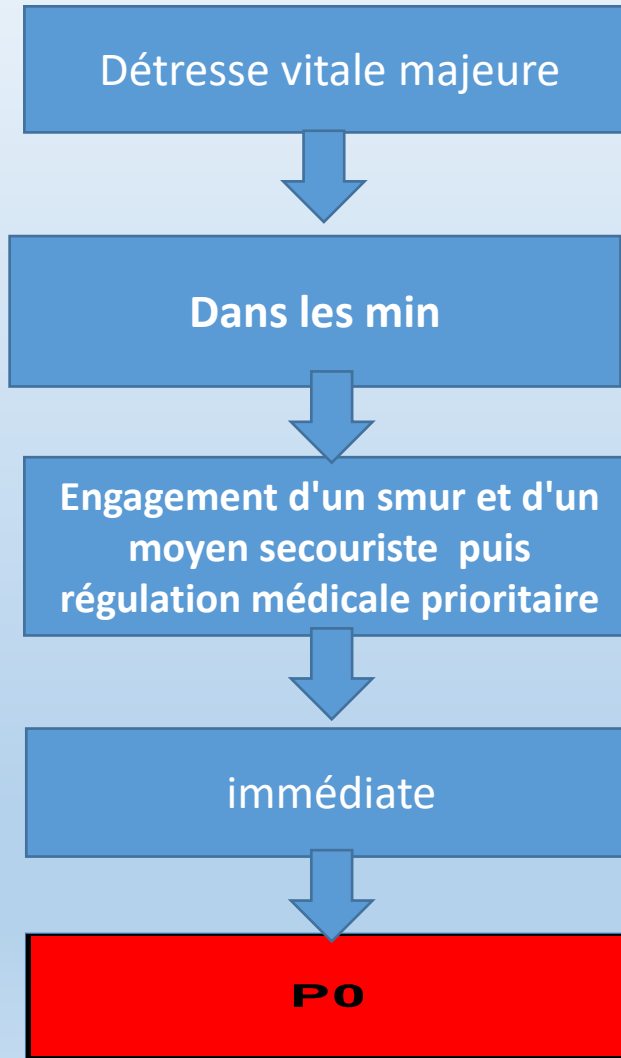 Détresse vitale majeure
Dans les min
Engagement d'un smur et d'un
moyen secouriste puis
régulation médicale prioritaire
immédiate
P0